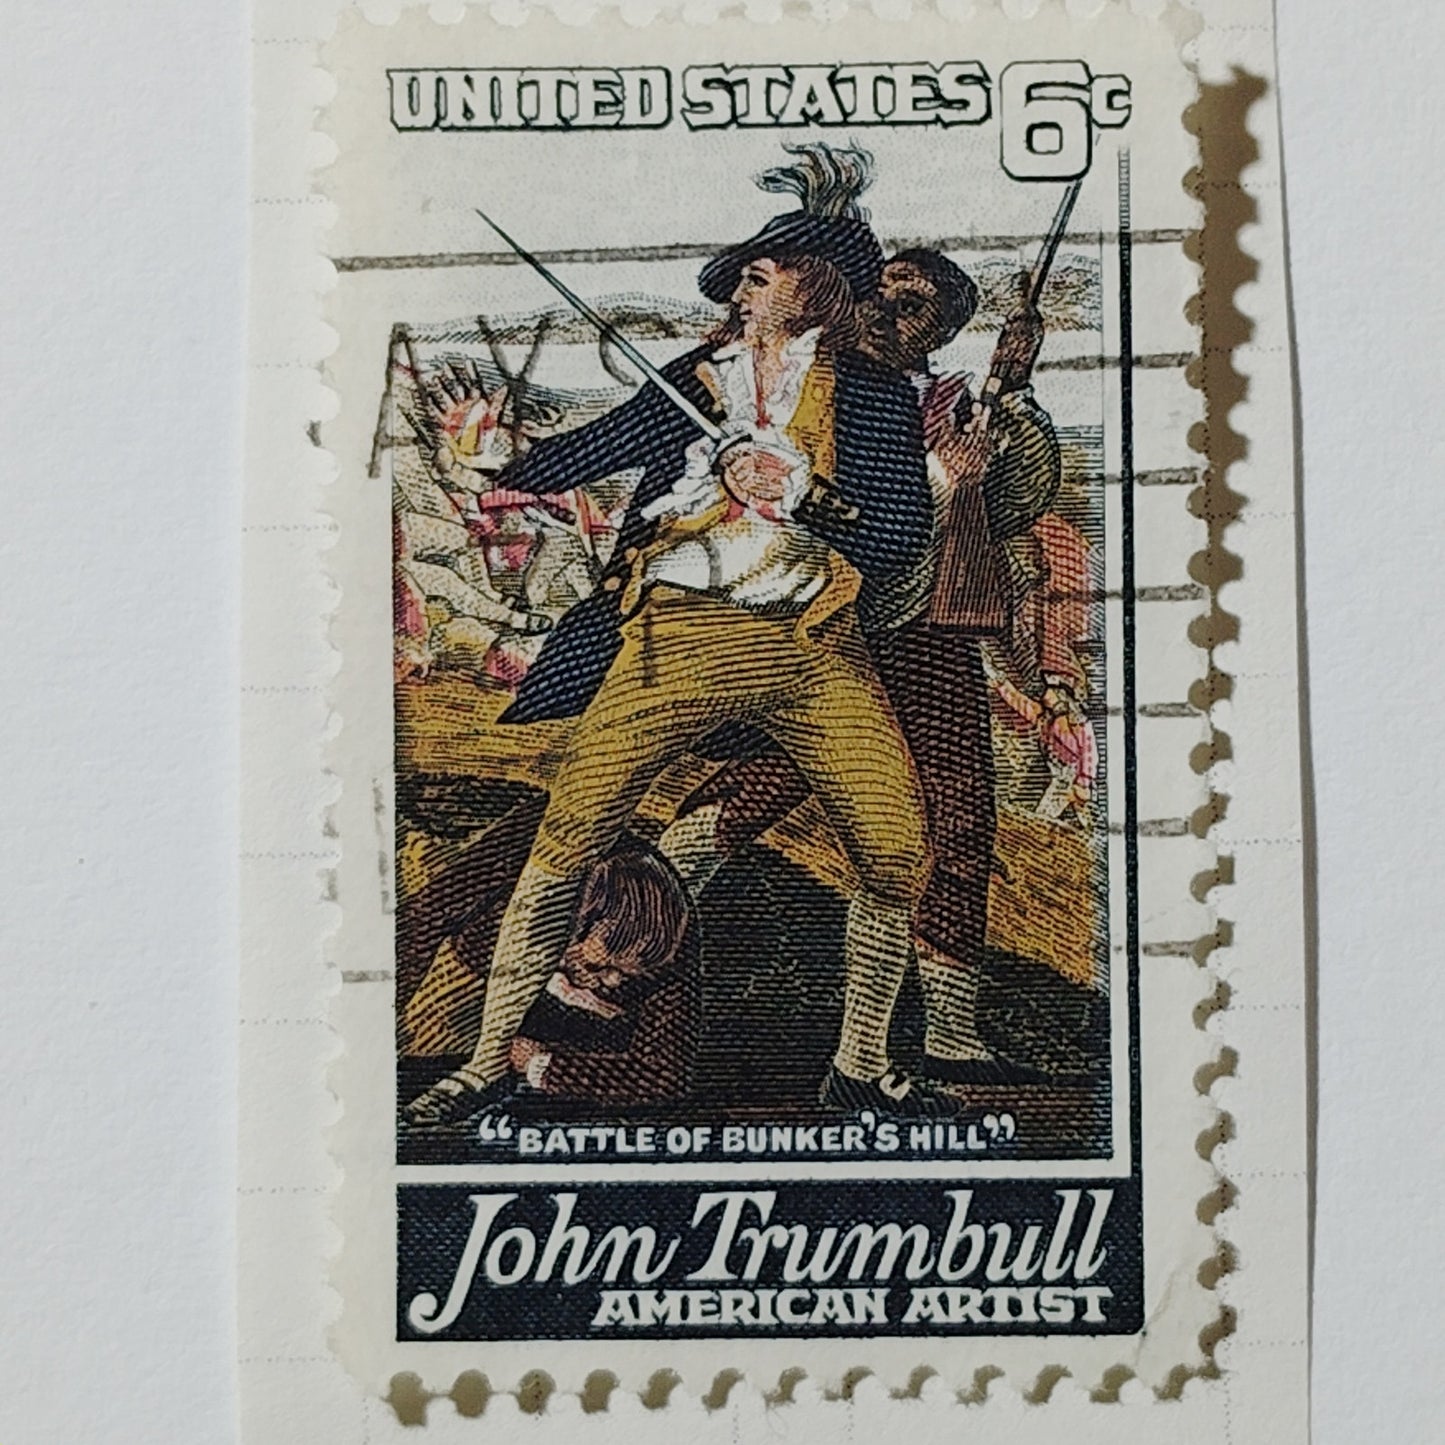 UNITED STATES 6c
"BATTLE OF BUNKER'S HILL"
John Trumbull
AMERICAN ARTIST